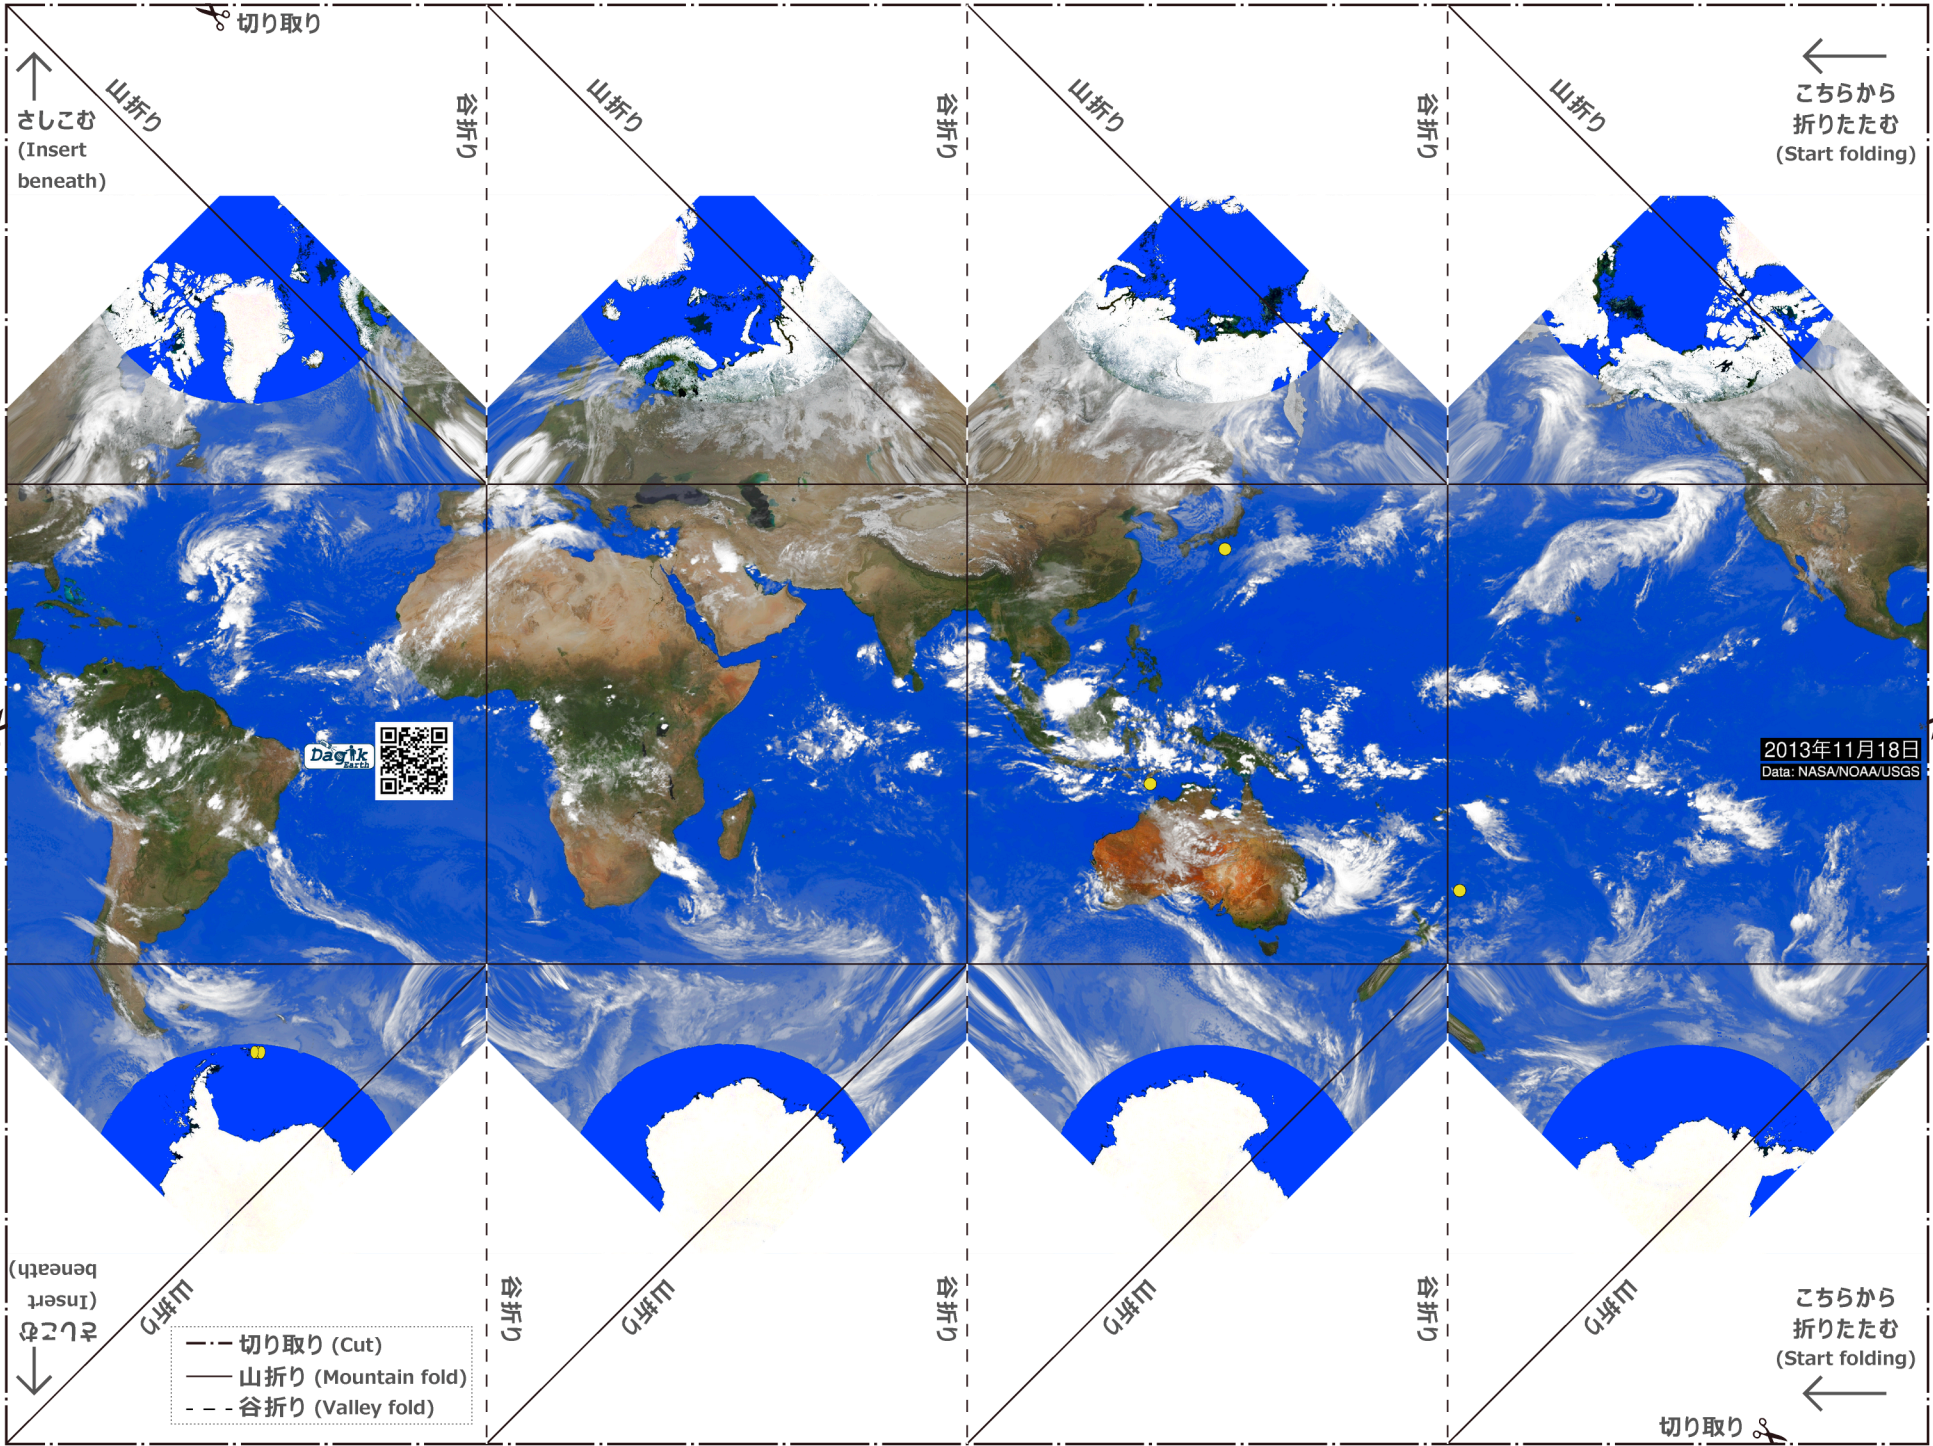 切り取り
山折り
谷折り
山折り
谷折り
山折り
谷折り
山折り
さしこむ
(Insert
beneath)
こちらから
折りたたむ
(Start folding)
Dagik
Earth
2013年11月18日
Data: NASA/NOAA/USGS
さしこむ
(Insert
beneath)
山折り
谷折り
山折り
谷折り
山折り
谷折り
山折り
切り取り (Cut)
山折り (Mountain fold)
谷折り (Valley fold)
こちらから
折りたたむ
(Start folding)
切り取り